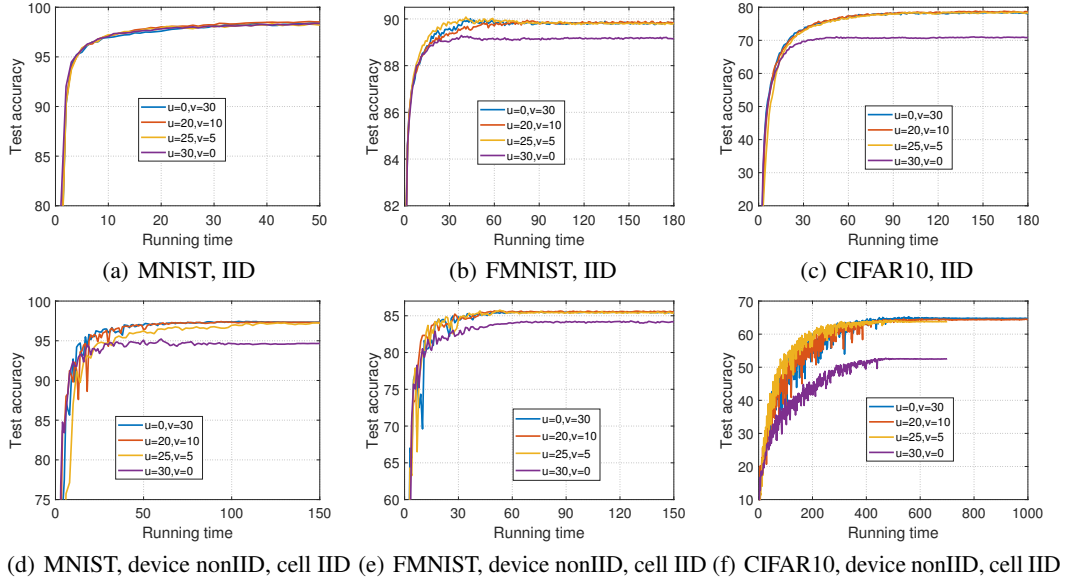 100
95
90
85
80
Test accuracy
u=0,v=30
u=20,v=10
u=25,v=5
u=30,v=0
0 10 20 30 40 50
Running time
(a) MNIST, IID
90
88
86
84
82
Test accuracy
u=0,v=30
u=20,v=10
u=25,v=5
u=30,v=0
0 30 60 90 120 150 180
Running time
(b) FMNIST, IID
80
70
60
50
40
30
20
Test accuracy
u=0,v=30
u=20,v=10
u=25,v=5
u=30,v=0
0 30 60 90 120 150 180
Running time
(c) CIFAR10, IID
100
95
90
85
80
75
Test accuracy
u=0,v=30
u=20,v=10
u=25,v=5
u=30,v=0
0 50 100 150
Running time
(d) MNIST, device nonIID, cell IID
85
80
75
70
65
60
Test accuracy
u=0,v=30
u=20,v=10
u=25,v=5
u=30,v=0
0 30 60 90 120 150
Running time
(e) FMNIST, device nonIID, cell IID
70
60
50
40
30
20
10
Test accuracy
u=0,v=30
u=20,v=10
u=25,v=5
u=30,v=0
0 200 400 600 800 1000
Running time
(f) CIFAR10, device nonIID, cell IID